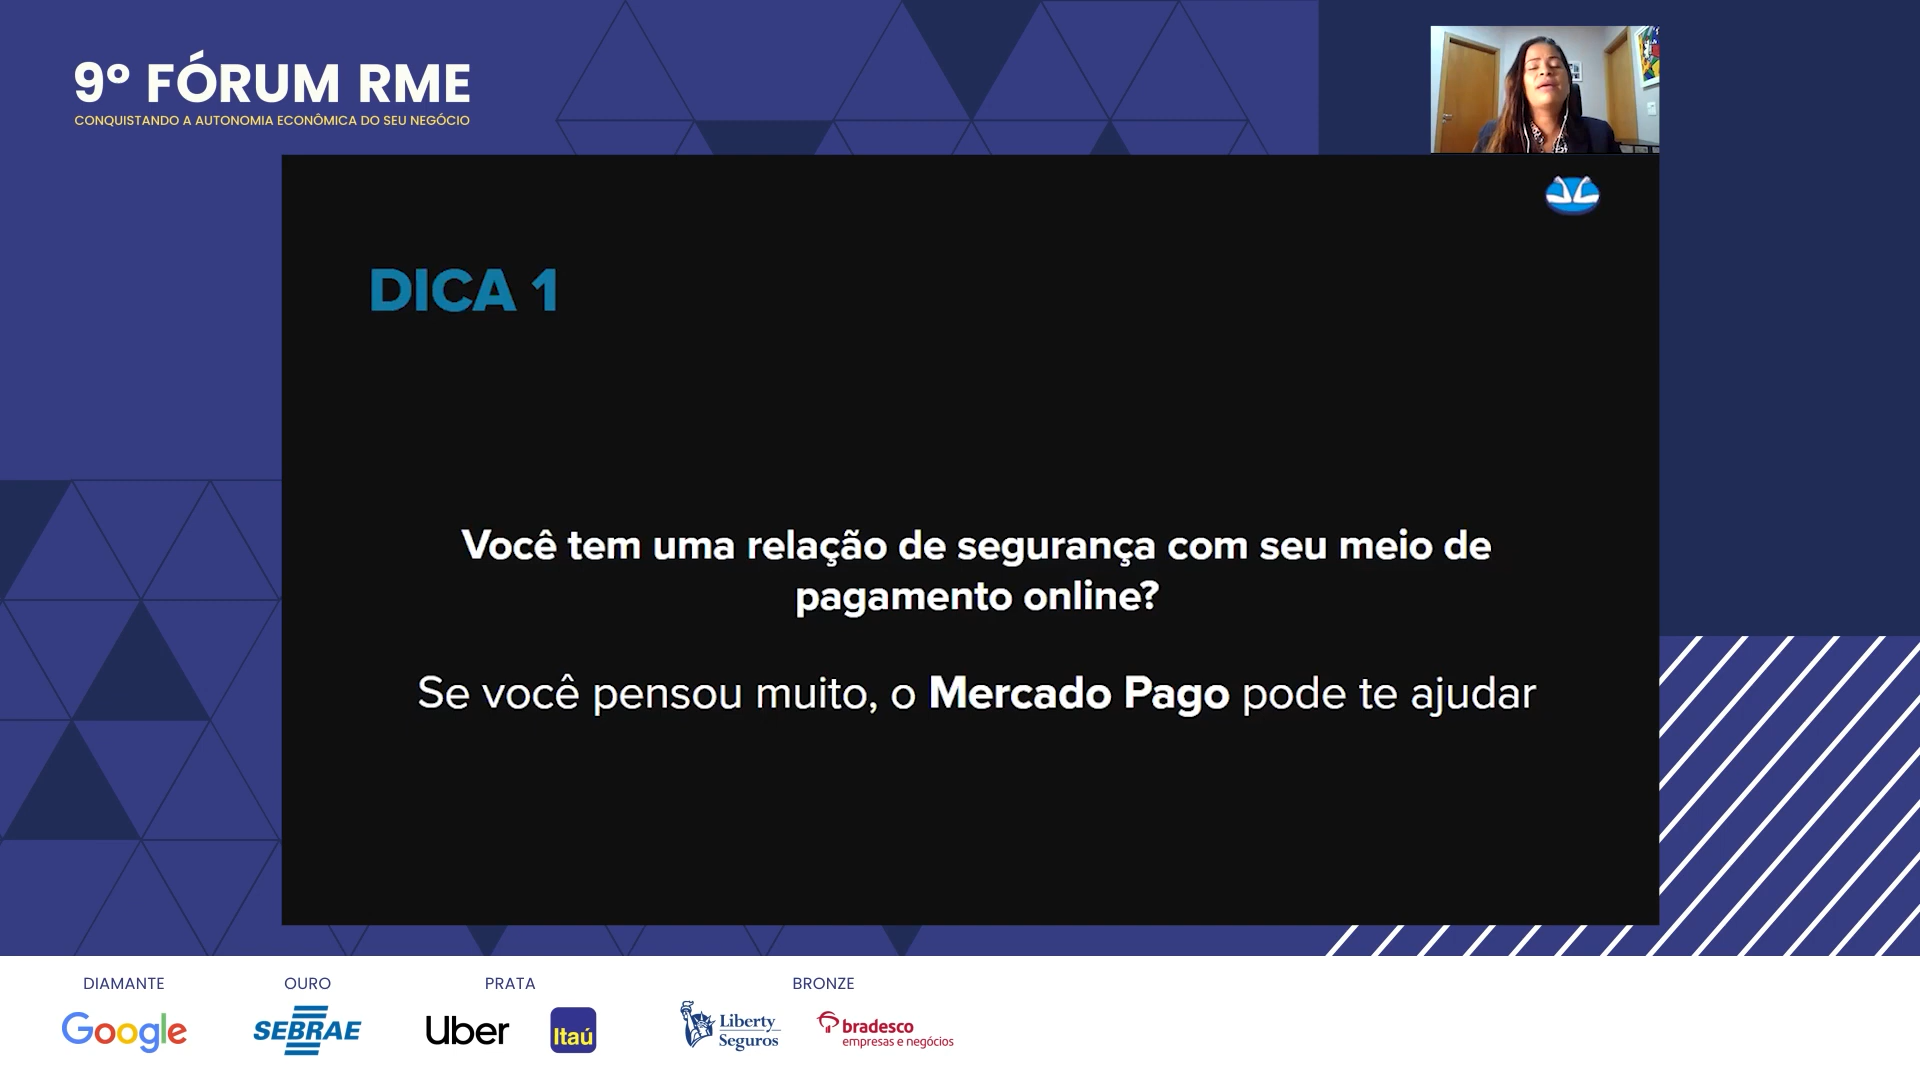 9º FÓRUM RME
CONQUISTANDO A AUTONOMIA ECONÔMICA DO SEU NEGÓCIO
DICA 1
Você tem uma relação de segurança com seu meio de
pagamento online?
Se você pensou muito, o Mercado Pago pode te ajudar
DIAMANTE
Google
OURO
SEBRAE
PRATA
Uber
Itaú
BRONZE
Liberty
Seguros
bradesco
empresas e negócios